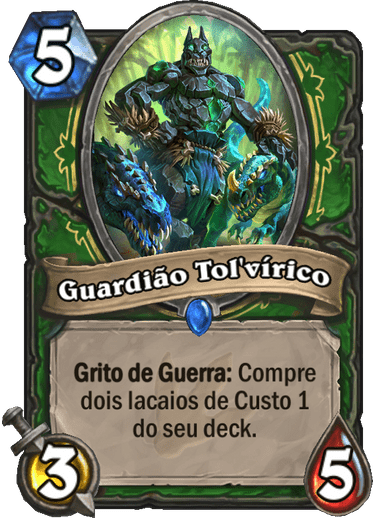 5
Guardião Tol'vírico
Grito de Guerra: Compre
dois lacaios de Custo 1
do seu deck.
3
5